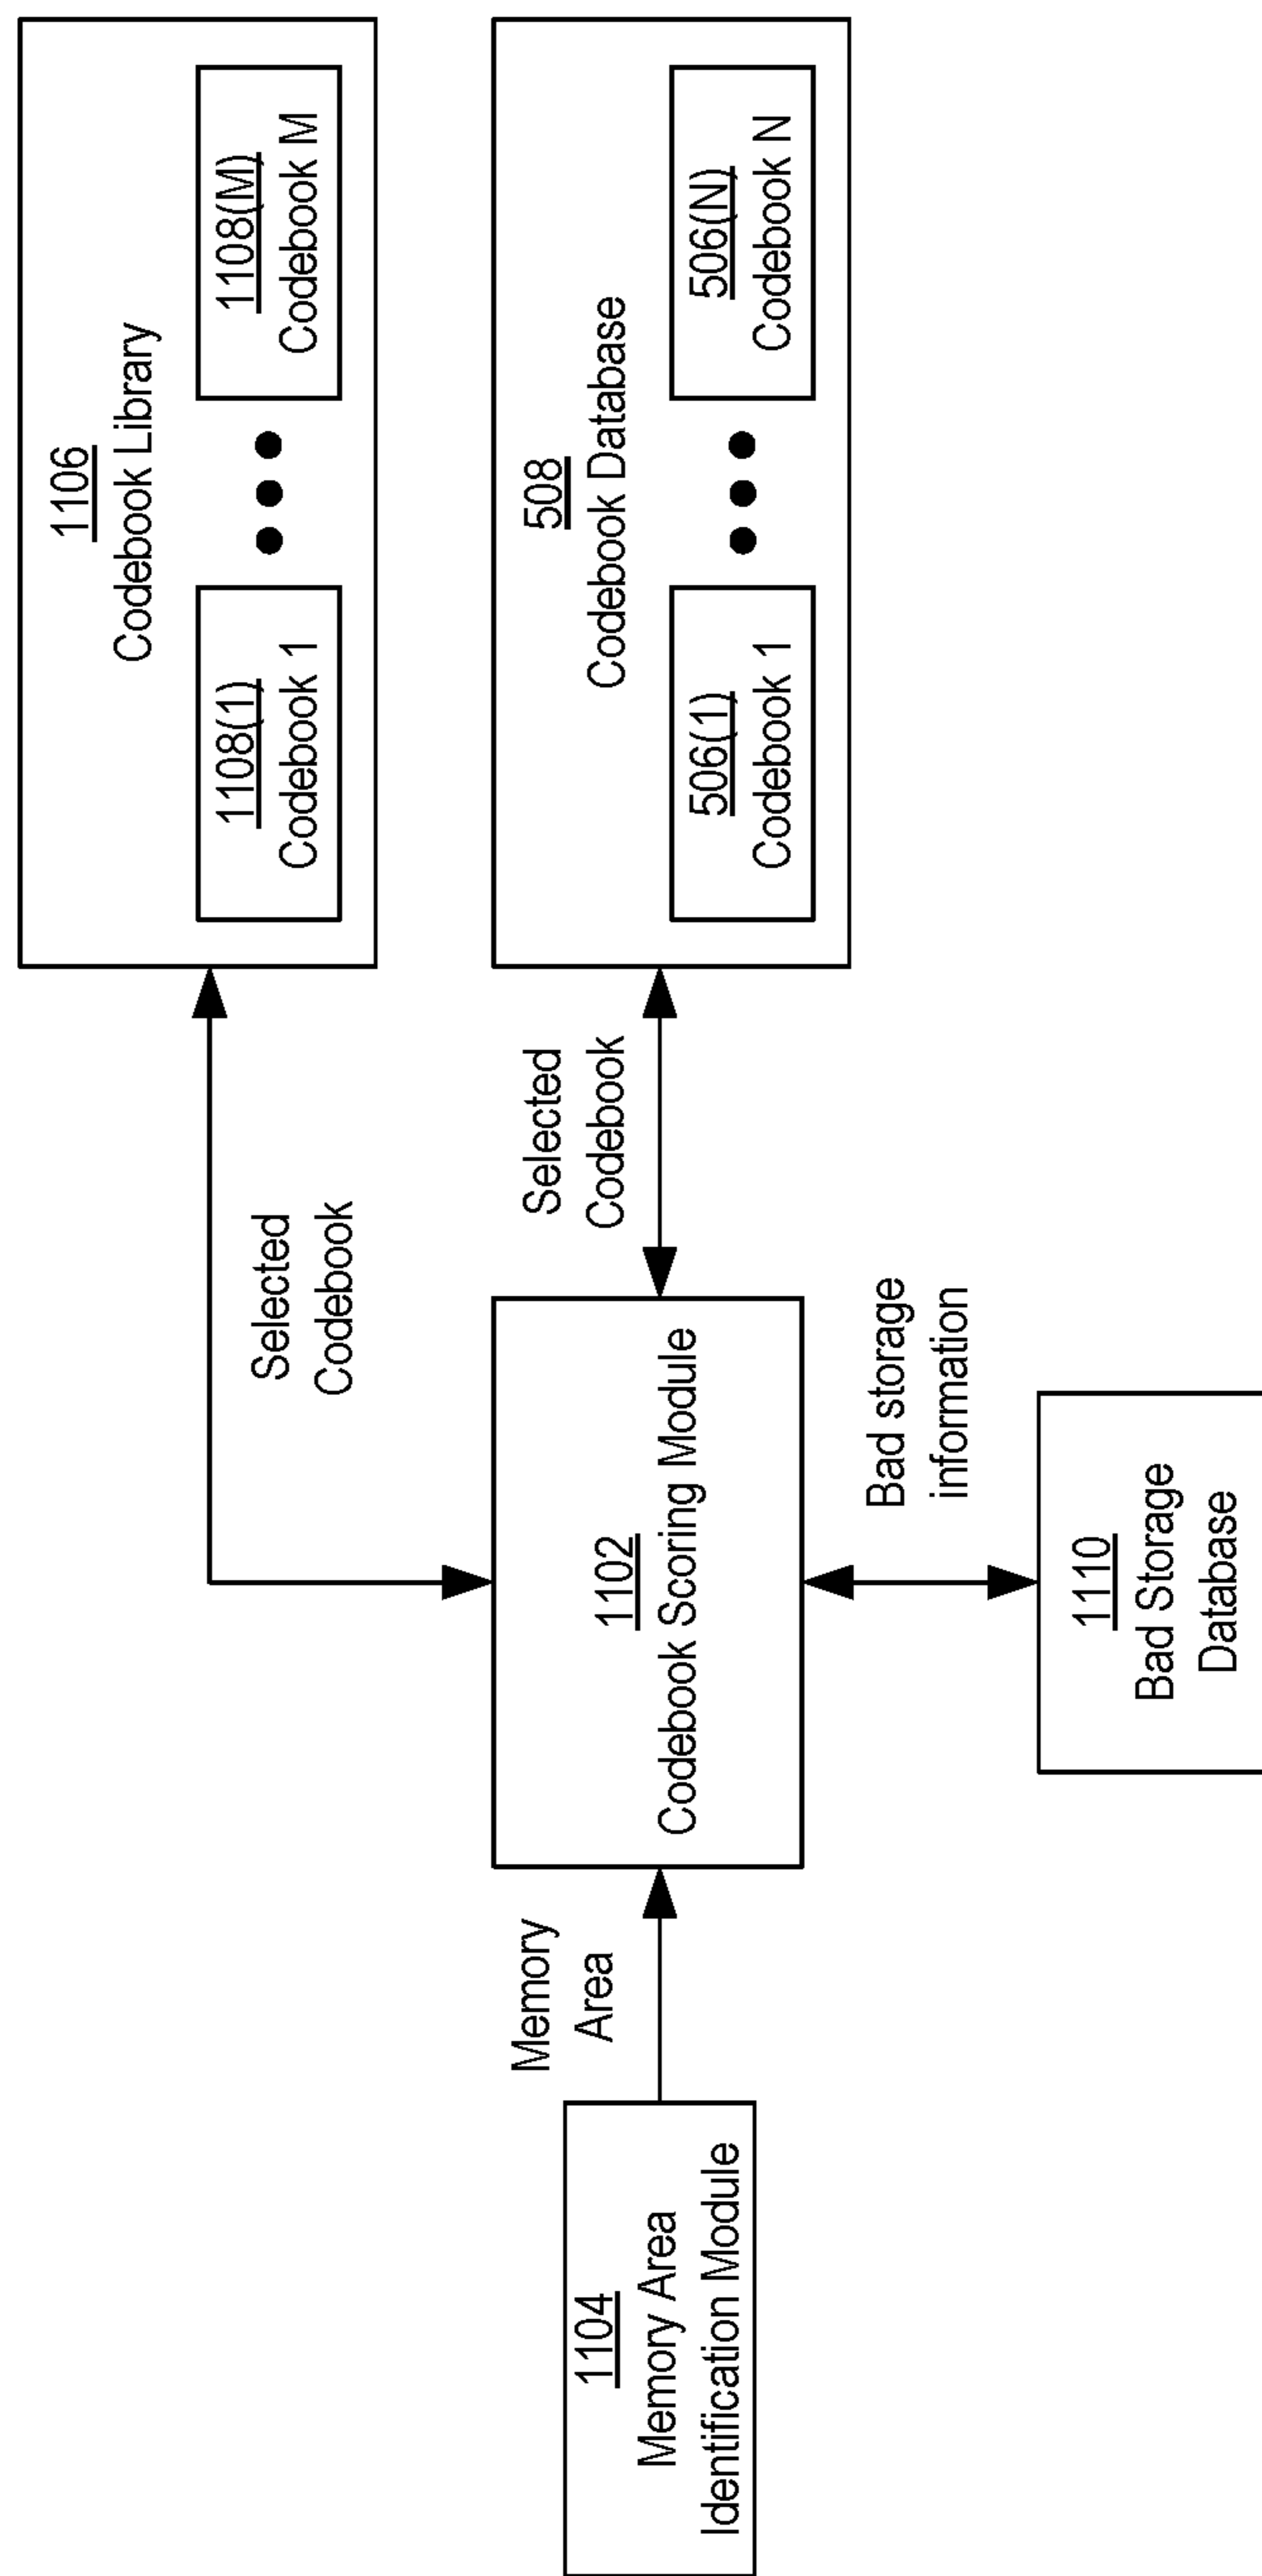 1106
Codebook Library
1108(1)
Codebook 1
1108(M)
Codebook M
Selected
Codebook
508
Codebook Database
506(1)
Codebook 1
506(N)
Codebook N
Selected
Codebook
1104
Memory Area
Identification Module
Memory
Area
1102
Codebook Scoring Module
Bad storage
information
1110
Bad Storage
Database